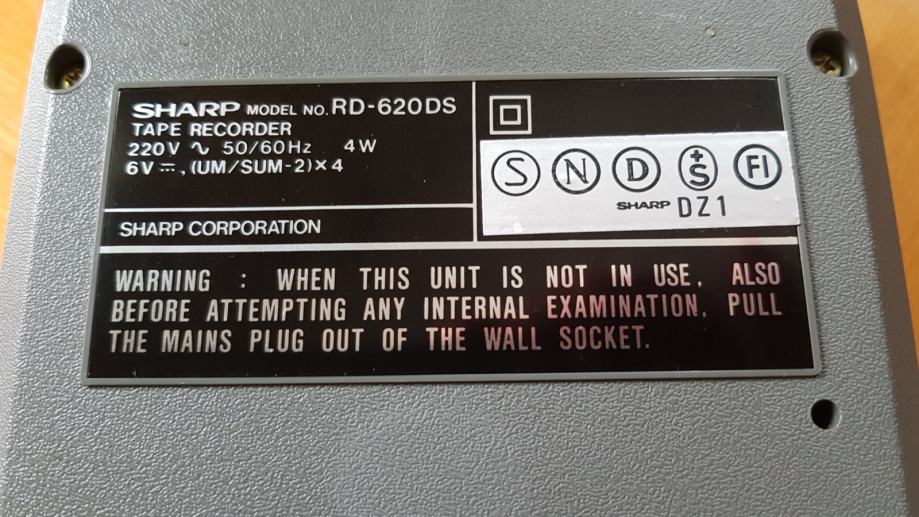 SHARP MODEL NO. RD-620DS
TAPE RECORDER
220V ∿ 50/60Hz 4W
6V ⎓, (UM/SUM-2)×4
SHARP CORPORATION
S N D +S FI
SHARP DZ1
WARNING : WHEN THIS UNIT IS NOT IN USE, ALSO
BEFORE ATTEMPTING ANY INTERNAL EXAMINATION, PULL
THE MAINS PLUG OUT OF THE WALL SOCKET.